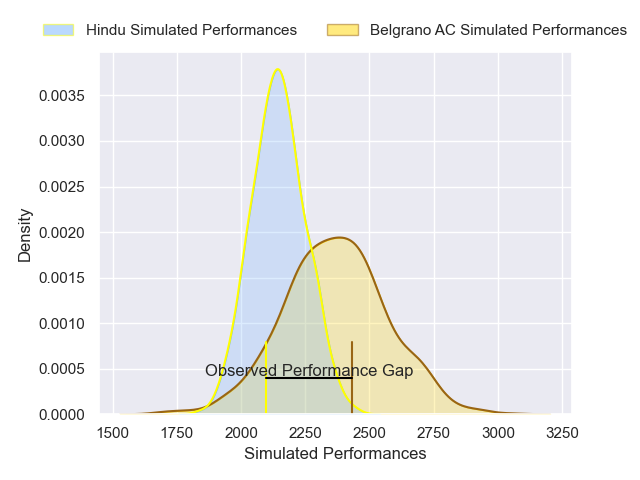 Hindu Simulated Performances
Belgrano AC Simulated Performances
0.0035
0.0030
0.0025
0.0020
0.0015
0.0010
0.0005
0.0000
Density
Observed Performance Gap
1500 1750 2000 2250 2500 2750 3000 3250
Simulated Performances